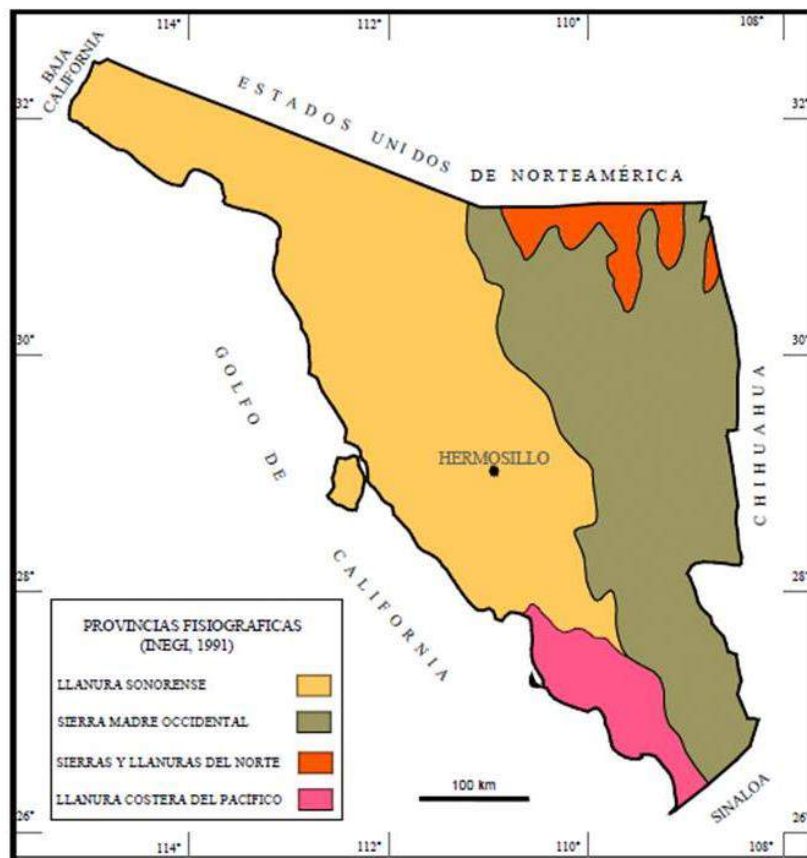 114°
112°
110°
108°
BAJA
CALIFORNIA
ESTADOS UNIDOS
DE NORTEAMÉRICA
32°
32°
30°
30°
GOLFO DE
CALIFORNIA
HERMOSILLO
CHIHUAHUA
28°
28°
PROVINCIAS FISIOGRAFICAS
(INEGI, 1991)
LLANURA SONORENSE
SIERRA MADRE OCCIDENTAL
SIERRAS Y LLANURAS DEL NORTE
LLANURA COSTERA DEL PACÍFICO
100 km
SINALOA
26°
26°
114°
112°
110°
108°